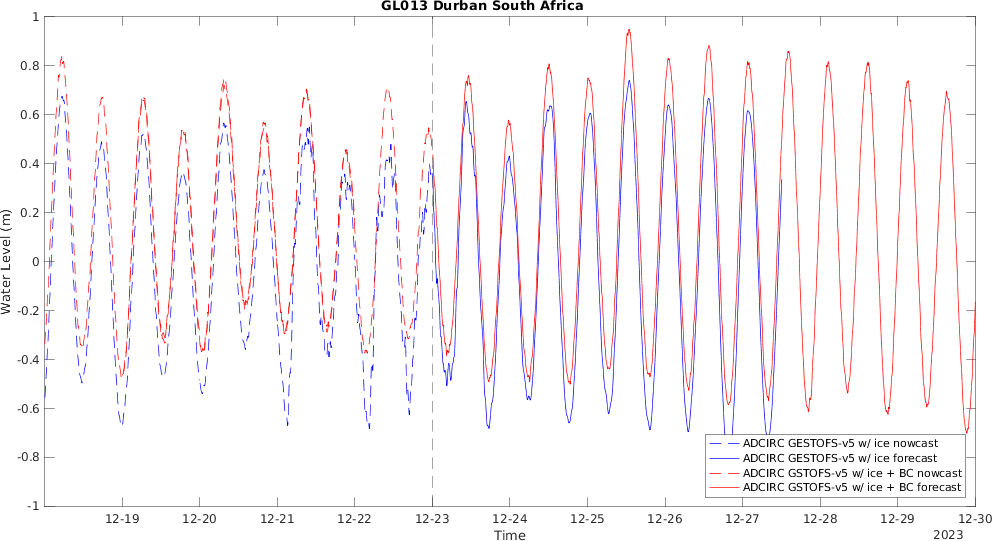 GL013 Durban South Africa
1
0.8
0.6
0.4
0.2
0
-0.2
-0.4
-0.6
-0.8
-1
Water Level (m)
ADCIRC GESTOFS-v5 w/ ice nowcast
ADCIRC GESTOFS-v5 w/ ice forecast
ADCIRC GSTOFS-v5 w/ ice + BC nowcast
ADCIRC GSTOFS-v5 w/ ice + BC forecast
12-19 12-20 12-21 12-22 12-23 12-24 12-25 12-26 12-27 12-28 12-29 12-30
Time
2023